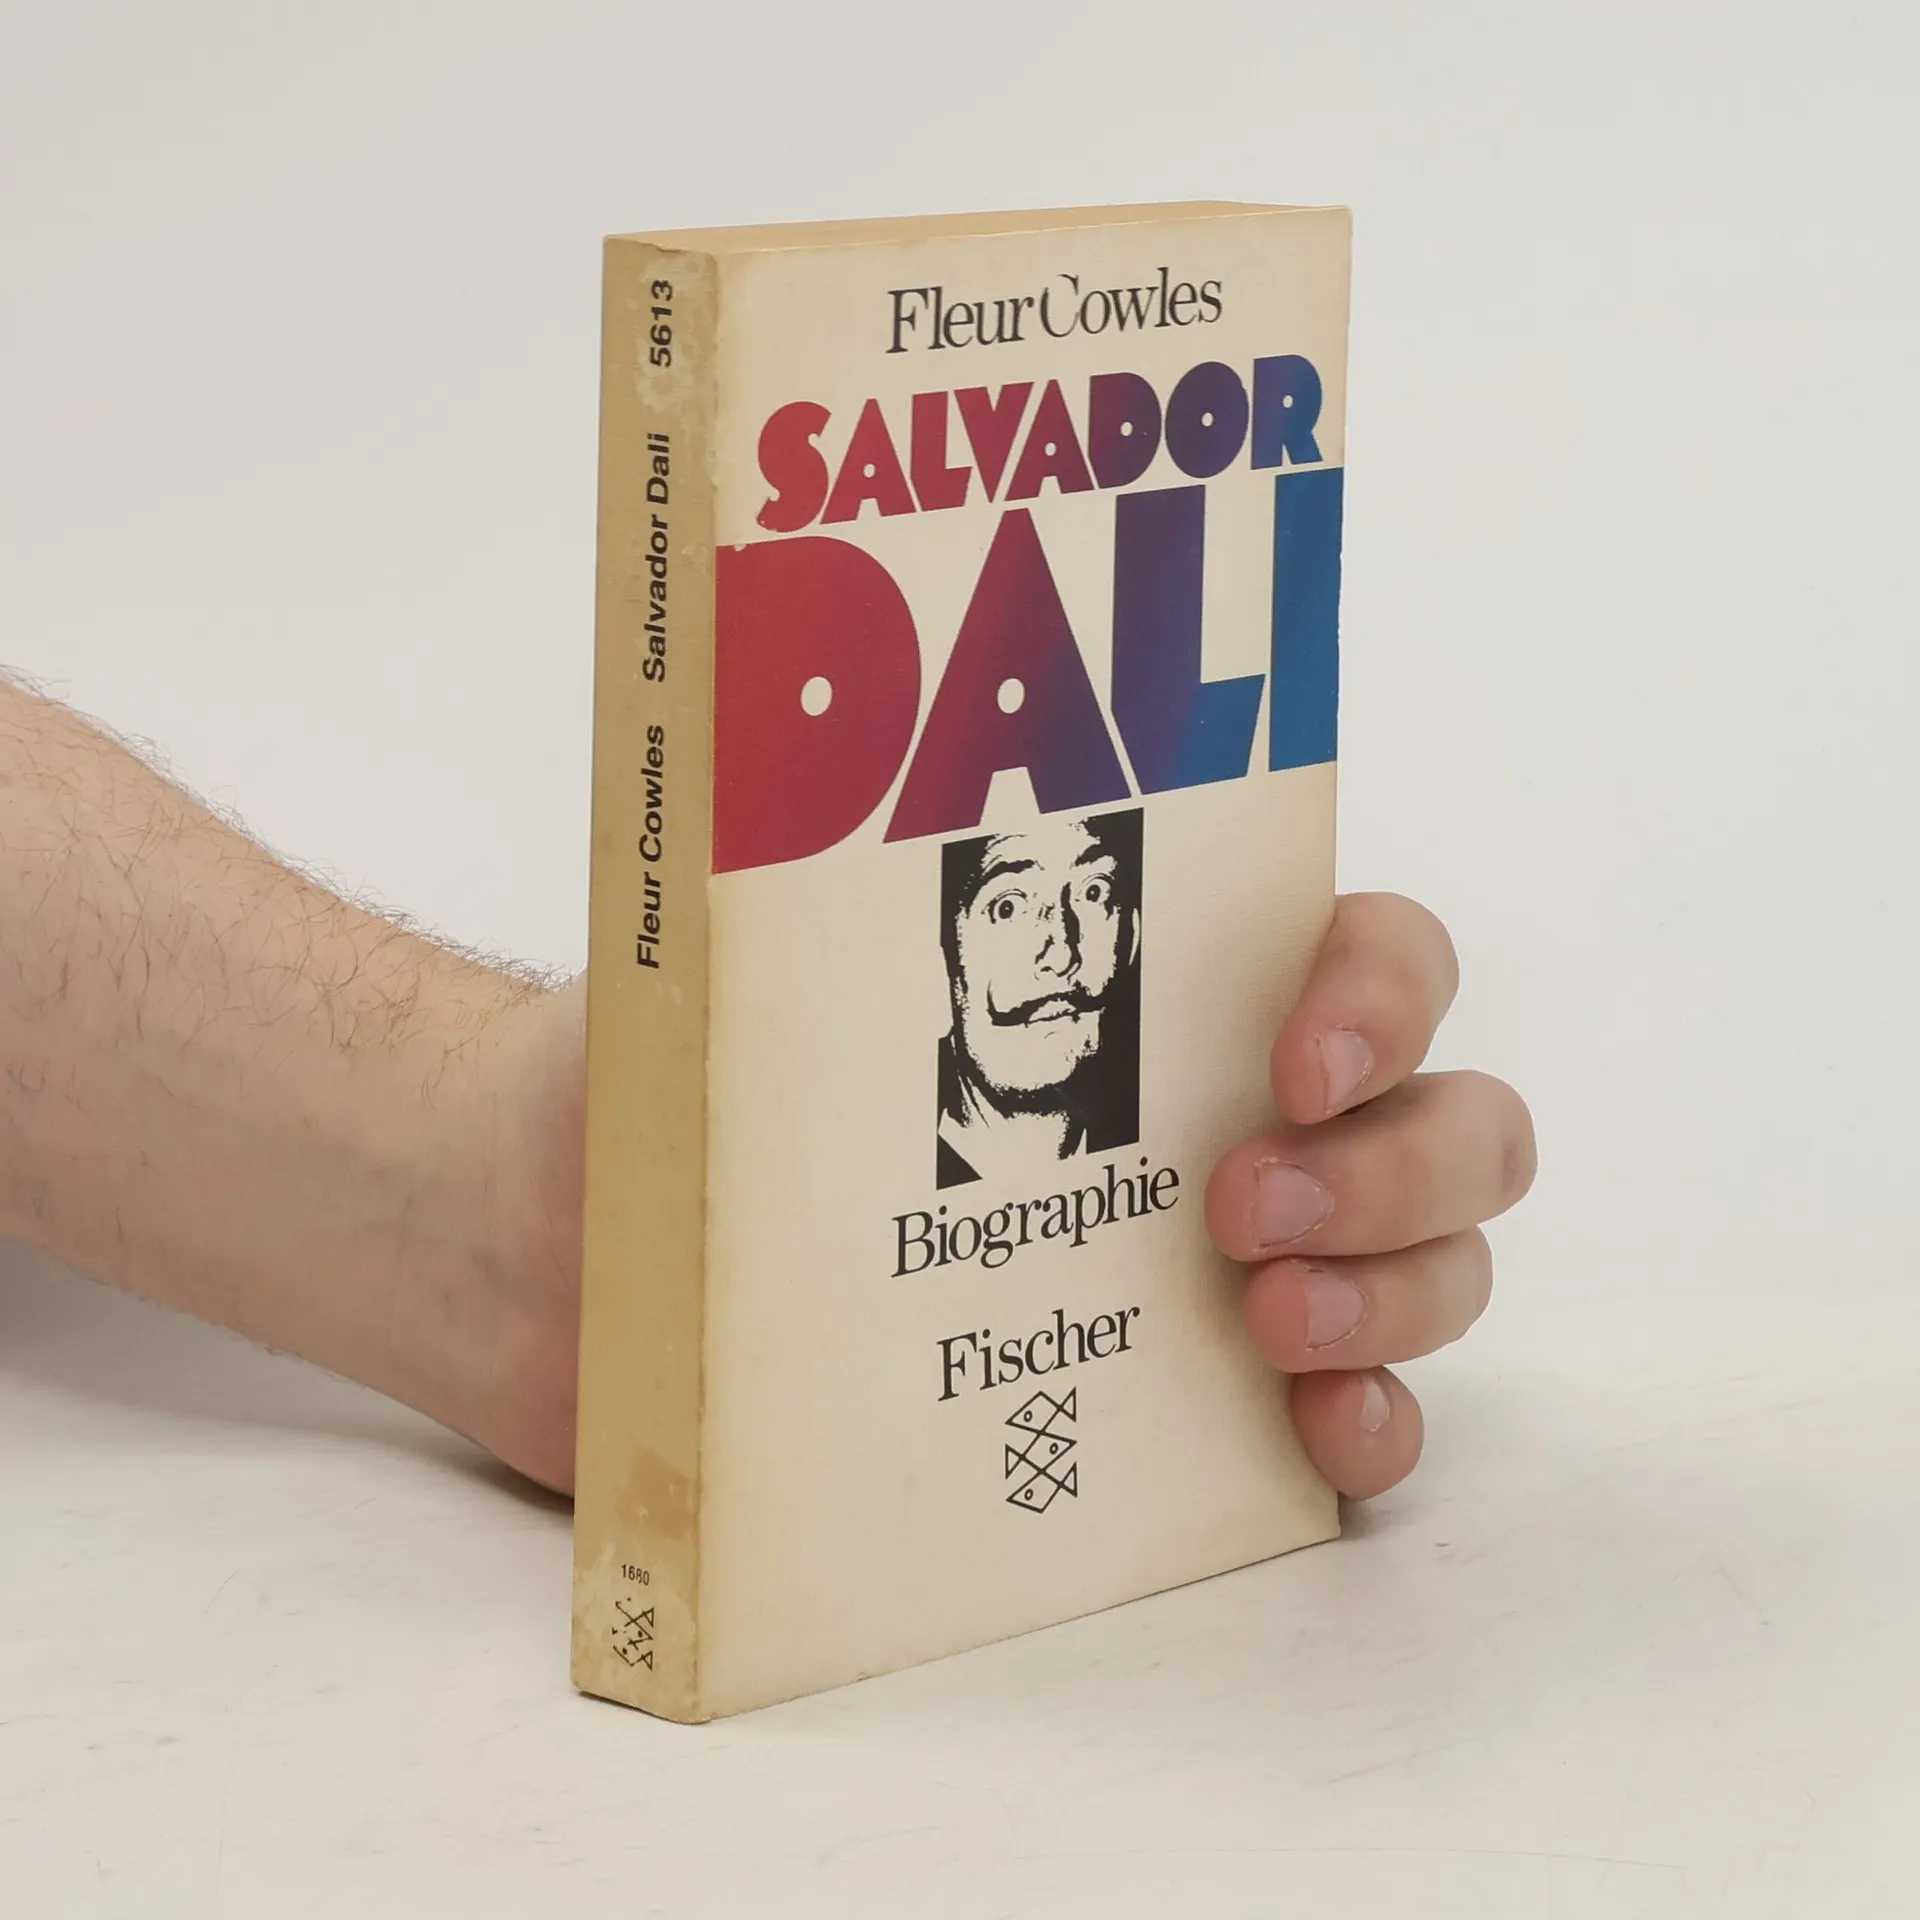 Fleur Cowles
SALVADOR
DALI
Biographie
Fischer
Fleur Cowles Salvador Dali 5613
1680